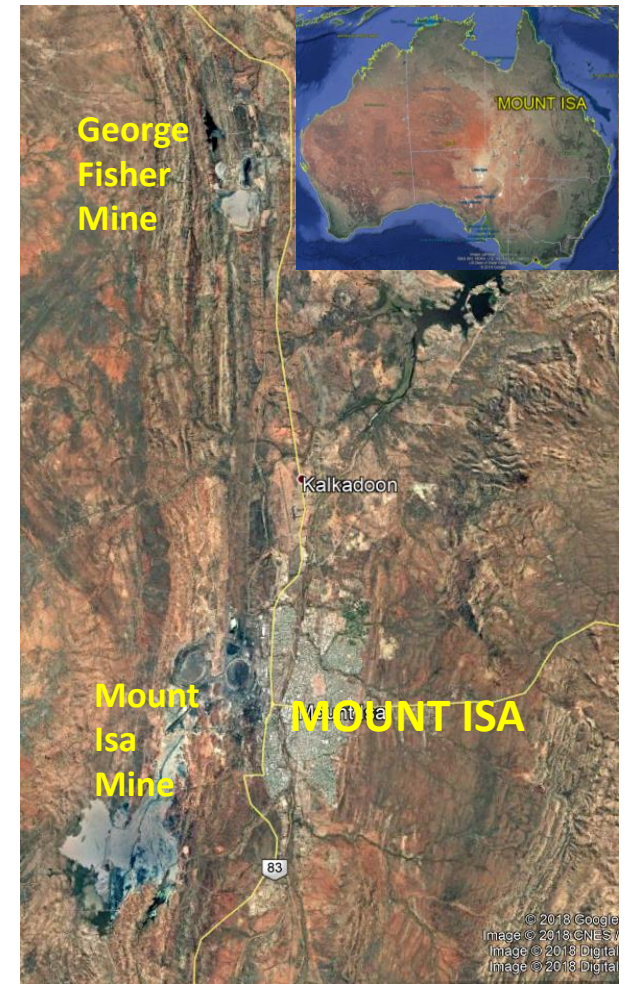 George
Fisher
Mine
MOUNT ISA
Kalkadoon
Mount
Isa
Mine
MOUNT ISA
83
© 2018 Google
Image © 2018 CNES /
Image © 2018 Digital
Image © 2018 Digital